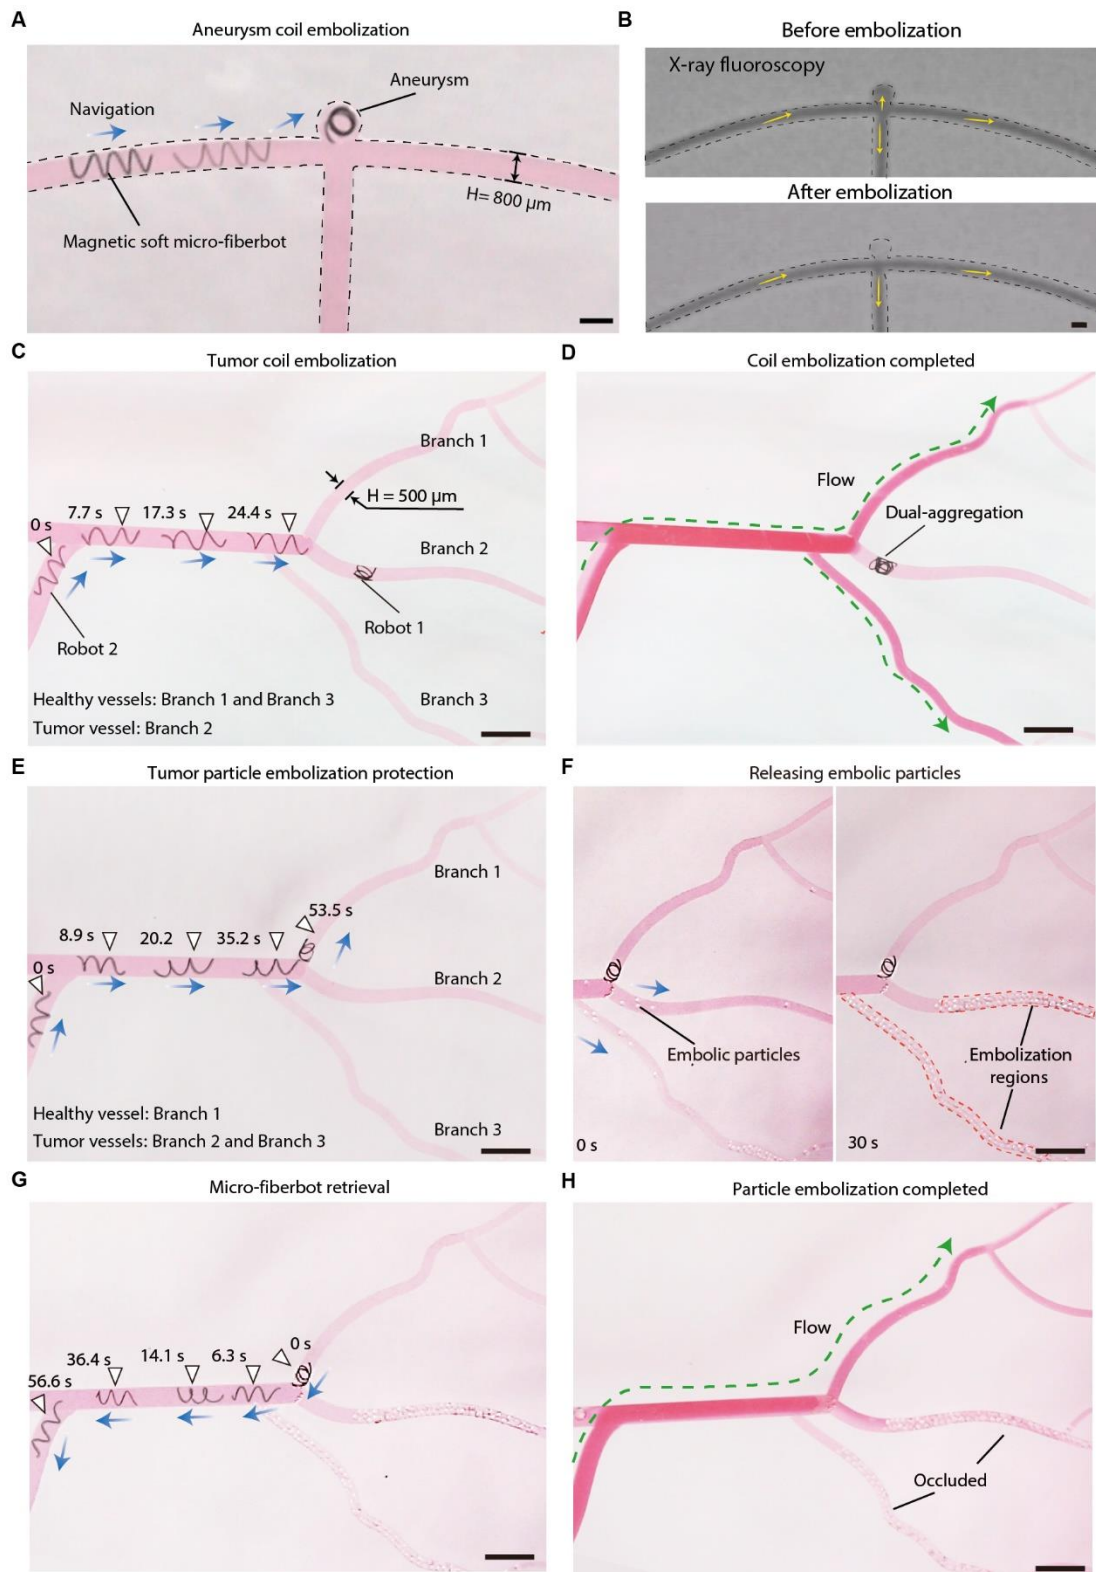 A
Aneurysm coil embolization
Navigation
Aneurysm
H= 800 µm
Magnetic soft micro-fiberbot
B
Before embolization
X-ray fluoroscopy
After embolization
C
Tumor coil embolization
Branch 1
H = 500 µm
0 s
7.7 s
17.3 s
24.4 s
Branch 2
Robot 1
Robot 2
Healthy vessels: Branch 1 and Branch 3
Branch 3
Tumor vessel: Branch 2
D
Coil embolization completed
Flow
Dual-aggregation
E
Tumor particle embolization protection
Branch 1
53.5 s
8.9 s
20.2
35.2 s
0 s
Branch 2
Healthy vessel: Branch 1
Branch 3
Tumor vessels: Branch 2 and Branch 3
F
Releasing embolic particles
Embolic particles
0 s
Embolization
regions
30 s
G
Micro-fiberbot retrieval
0 s
6.3 s
14.1 s
36.4 s
56.6 s
H
Particle embolization completed
Flow
Occluded